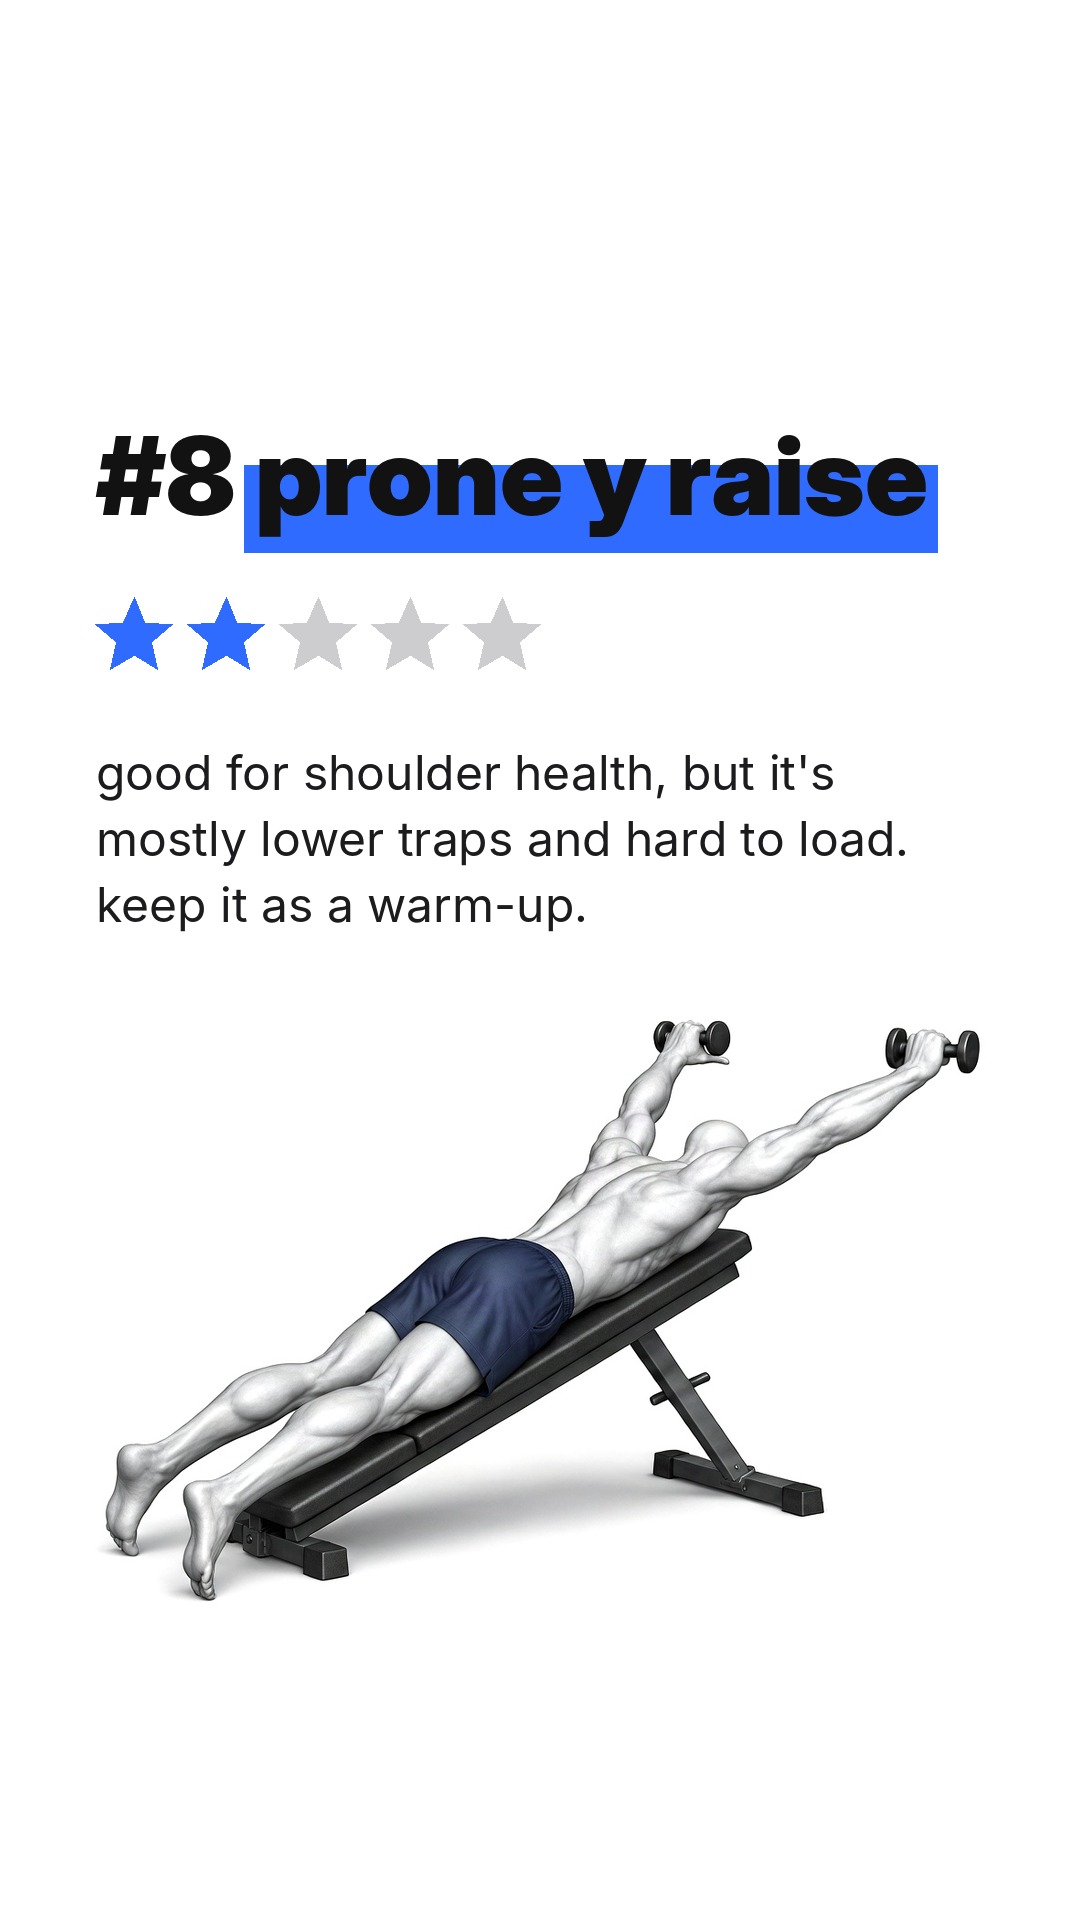 #8 prone y raise
good for shoulder health, but it's
mostly lower traps and hard to load.
keep it as a warm-up.